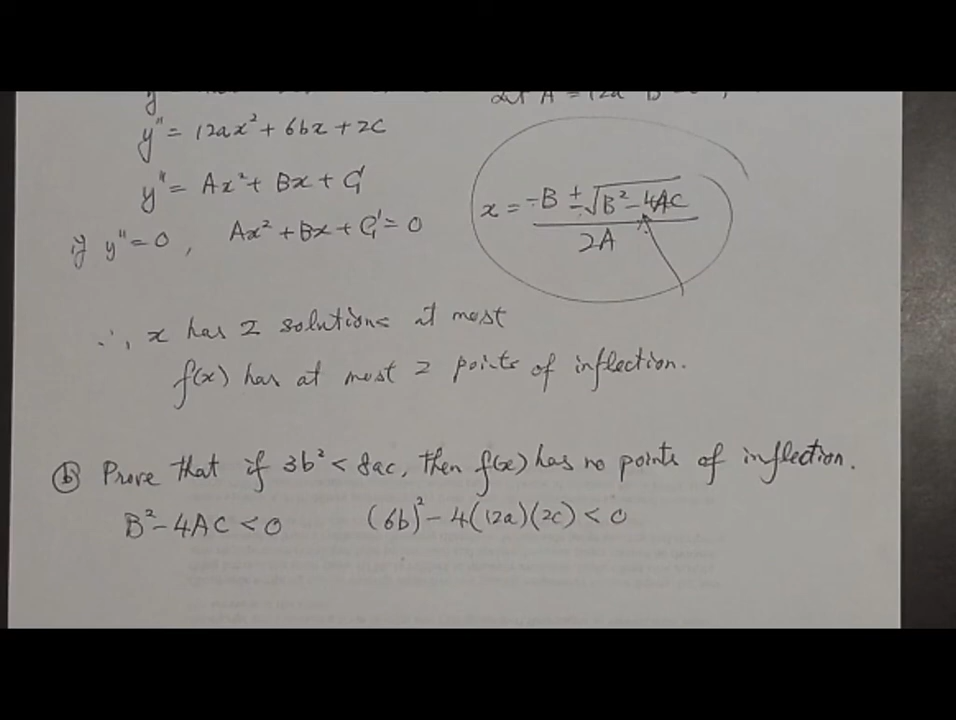 y'' = 12ax² + 6bx + 2C
y'' = Ax² + Bx + C
if y'' = 0, Ax² + Bx + C = 0
x = -B ± √B² - 4AC
2A
∴, x has 2 solutions at most
f(x) has at most 2 points of inflection.
ⓑ Prove that if 3b² < 8ac, then f(x) has no points of inflection.
B² - 4AC < 0 (6b)² - 4(12a)(2c) < 0